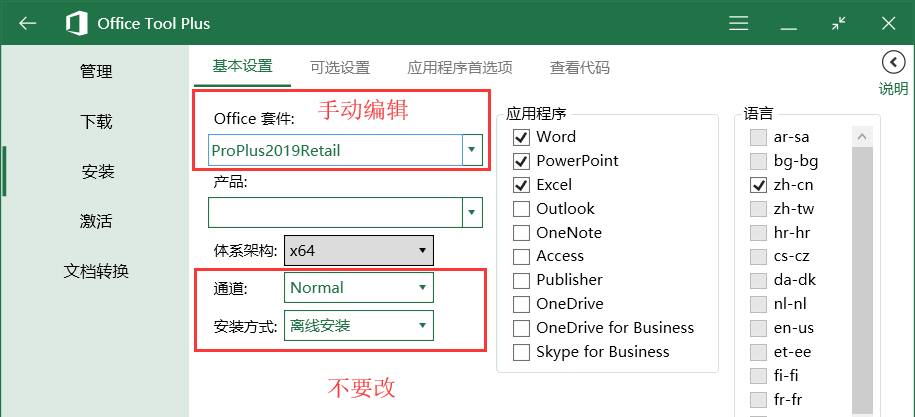 Office Tool Plus
管理
下载
安装
激活
文档转换
基本设置
可选设置
应用程序首选项
查看代码
说明
手动编辑
Office 套件:
ProPlus2019Retail
产品:
体系架构:
x64
通道:
Normal
安装方式:
离线安装
不要改
应用程序
Word
PowerPoint
Excel
Outlook
OneNote
Access
Publisher
OneDrive
OneDrive for Business
Skype for Business
语言
ar-sa
bg-bg
zh-cn
zh-tw
hr-hr
cs-cz
da-dk
nl-nl
en-us
et-ee
fi-fi
fr-fr